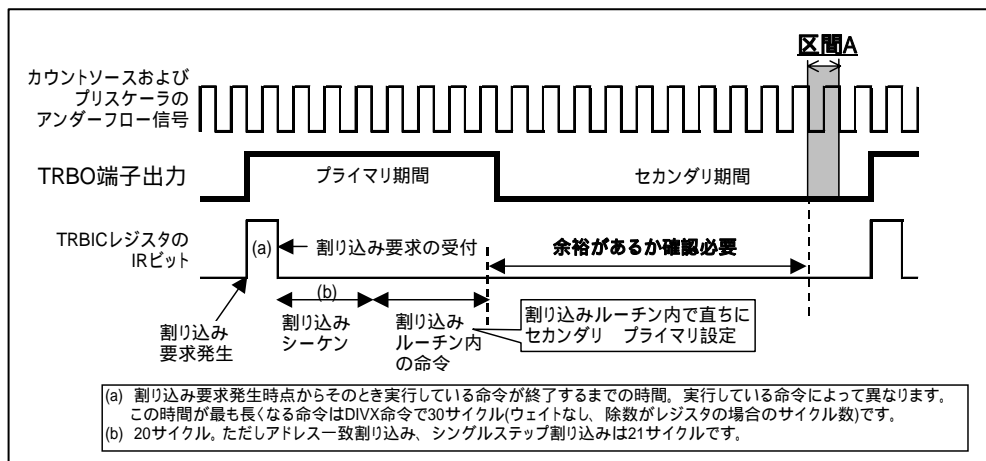 区間A
カウントソースおよび
プリスケーラの
アンダーフロー信号
TRBO端子出力
プライマリ期間
セカンダリ期間
TRBICレジスタの
IRビット
(a)
割り込み要求の受付
余裕があるか確認必要
(b)
割り込み
要求発生
割り込み
シーケン
割り込み
ルーチン内
の命令
割り込みルーチン内で直ちに
セカンダリ プライマリ設定
(a) 割り込み要求発生時点からそのとき実行している命令が終了するまでの時間。実行している命令によって異なります。
この時間が最も長くなる命令はDIVX命令で30サイクル(ウェイトなし、除数がレジスタの場合のサイクル数)です。
(b) 20サイクル。ただしアドレス一致割り込み、シングルステップ割り込みは21サイクルです。